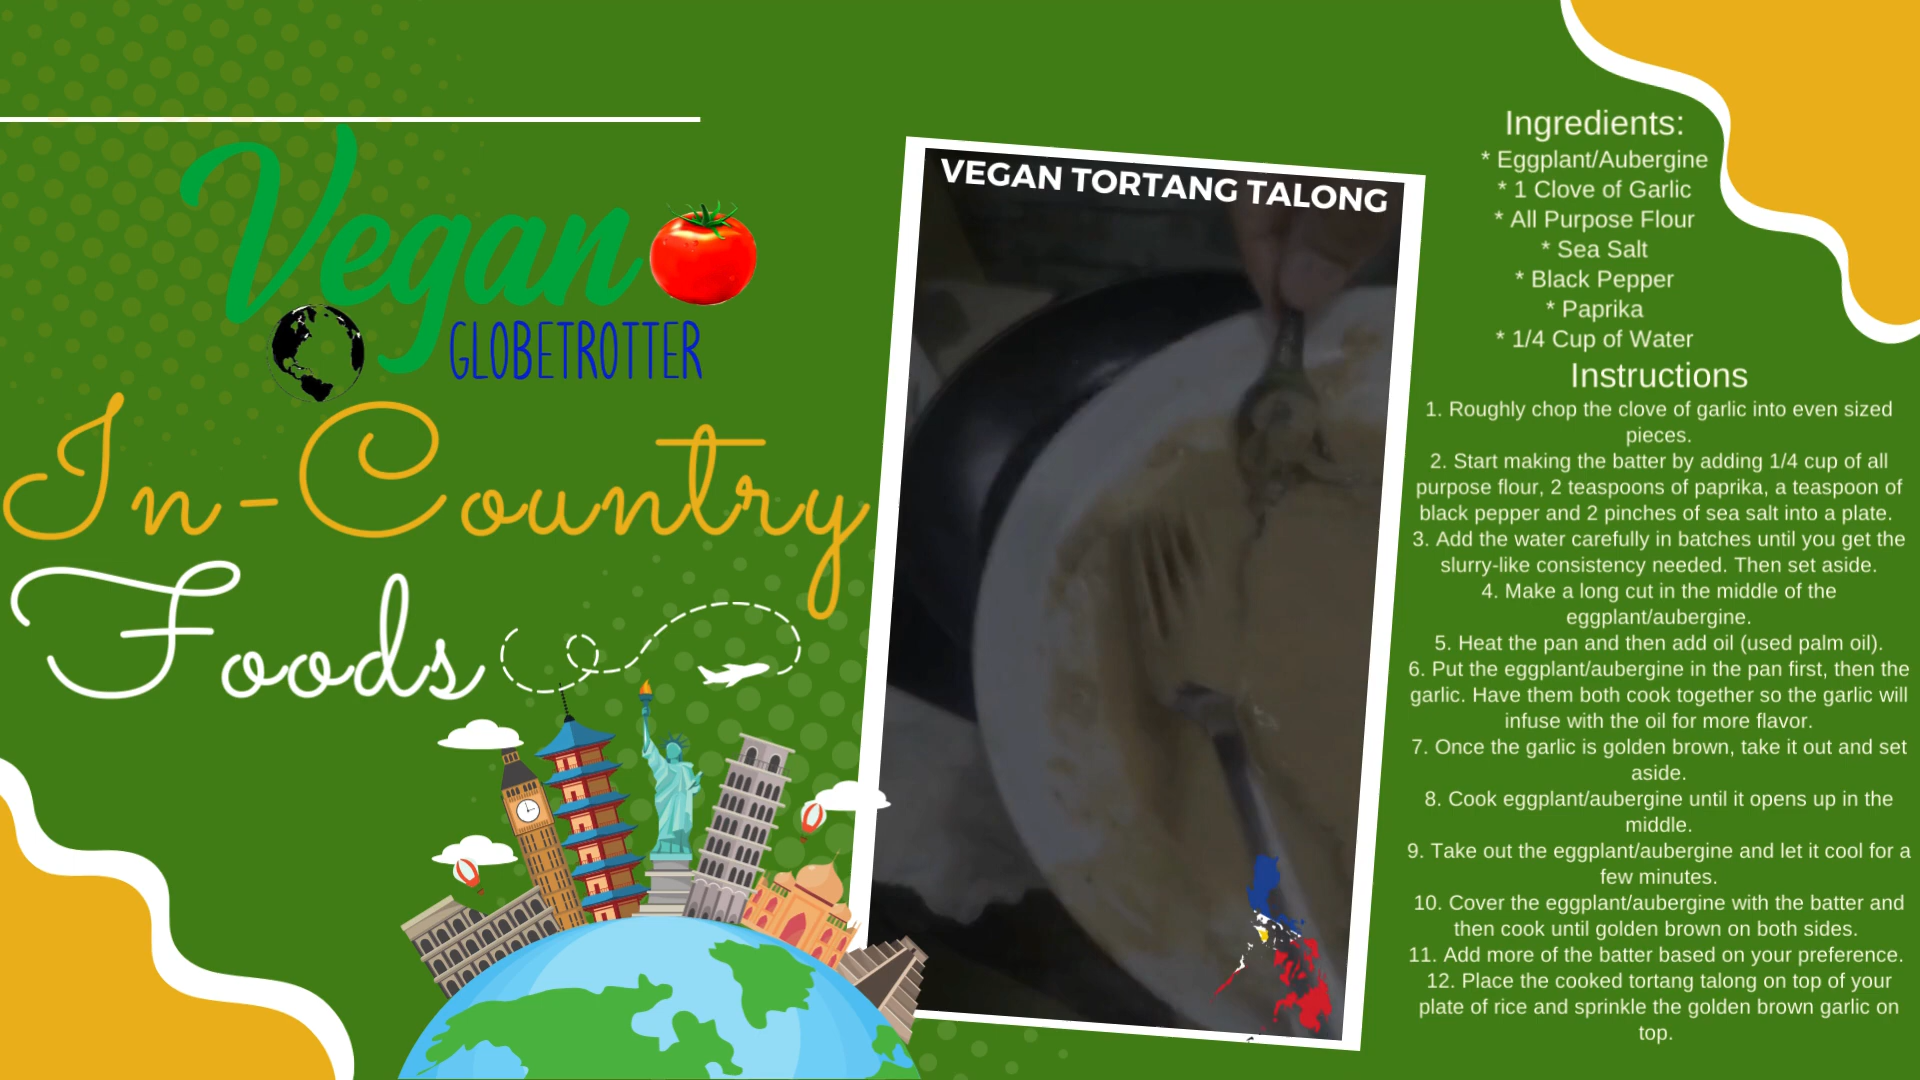 Vegan
GLOBETROTTER
In-Country
Foods
VEGAN TORTANG TALONG
Ingredients:
* Eggplant/Aubergine
* 1 Clove of Garlic
* All Purpose Flour
* Sea Salt
* Black Pepper
* Paprika
* 1/4 Cup of Water
Instructions
1. Roughly chop the clove of garlic into even sized
pieces.
2. Start making the batter by adding 1/4 cup of all
purpose flour, 2 teaspoons of paprika, a teaspoon of
black pepper and 2 pinches of sea salt into a plate.
3. Add the water carefully in batches until you get the
slurry-like consistency needed. Then set aside.
4. Make a long cut in the middle of the
eggplant/aubergine.
5. Heat the pan and then add oil (used palm oil).
6. Put the eggplant/aubergine in the pan first, then the
garlic. Have them both cook together so the garlic will
infuse with the oil for more flavor.
7. Once the garlic is golden brown, take it out and set
aside.
8. Cook eggplant/aubergine until it opens up in the
middle.
9. Take out the eggplant/aubergine and let it cool for a
few minutes.
10. Cover the eggplant/aubergine with the batter and
then cook until golden brown on both sides.
11. Add more of the batter based on your preference.
12. Place the cooked tortang talong on top of your
plate of rice and sprinkle the golden brown garlic on
top.